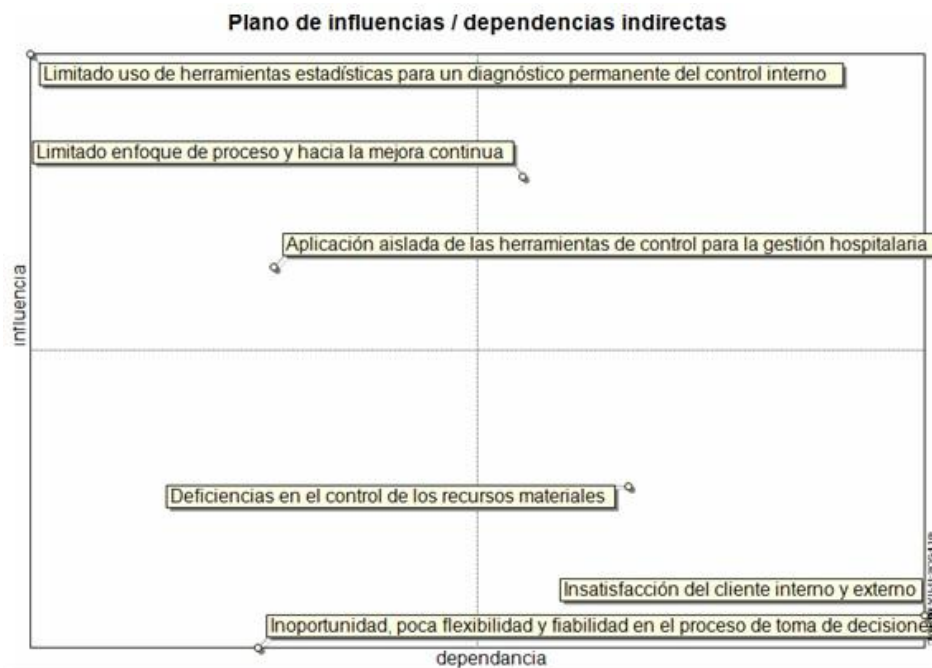 Plano de influencias / dependencias indirectas
Limitado uso de herramientas estadísticas para un diagnóstico permanente del control interno
Limitado enfoque de proceso y hacia la mejora continua
Aplicación aislada de las herramientas de control para la gestión hospitalaria
influencia
Deficiencias en el control de los recursos materiales
Insatisfacción del cliente interno y externo
Inoportunidad, poca flexibilidad y fiabilidad en el proceso de toma de decisione
dependancia